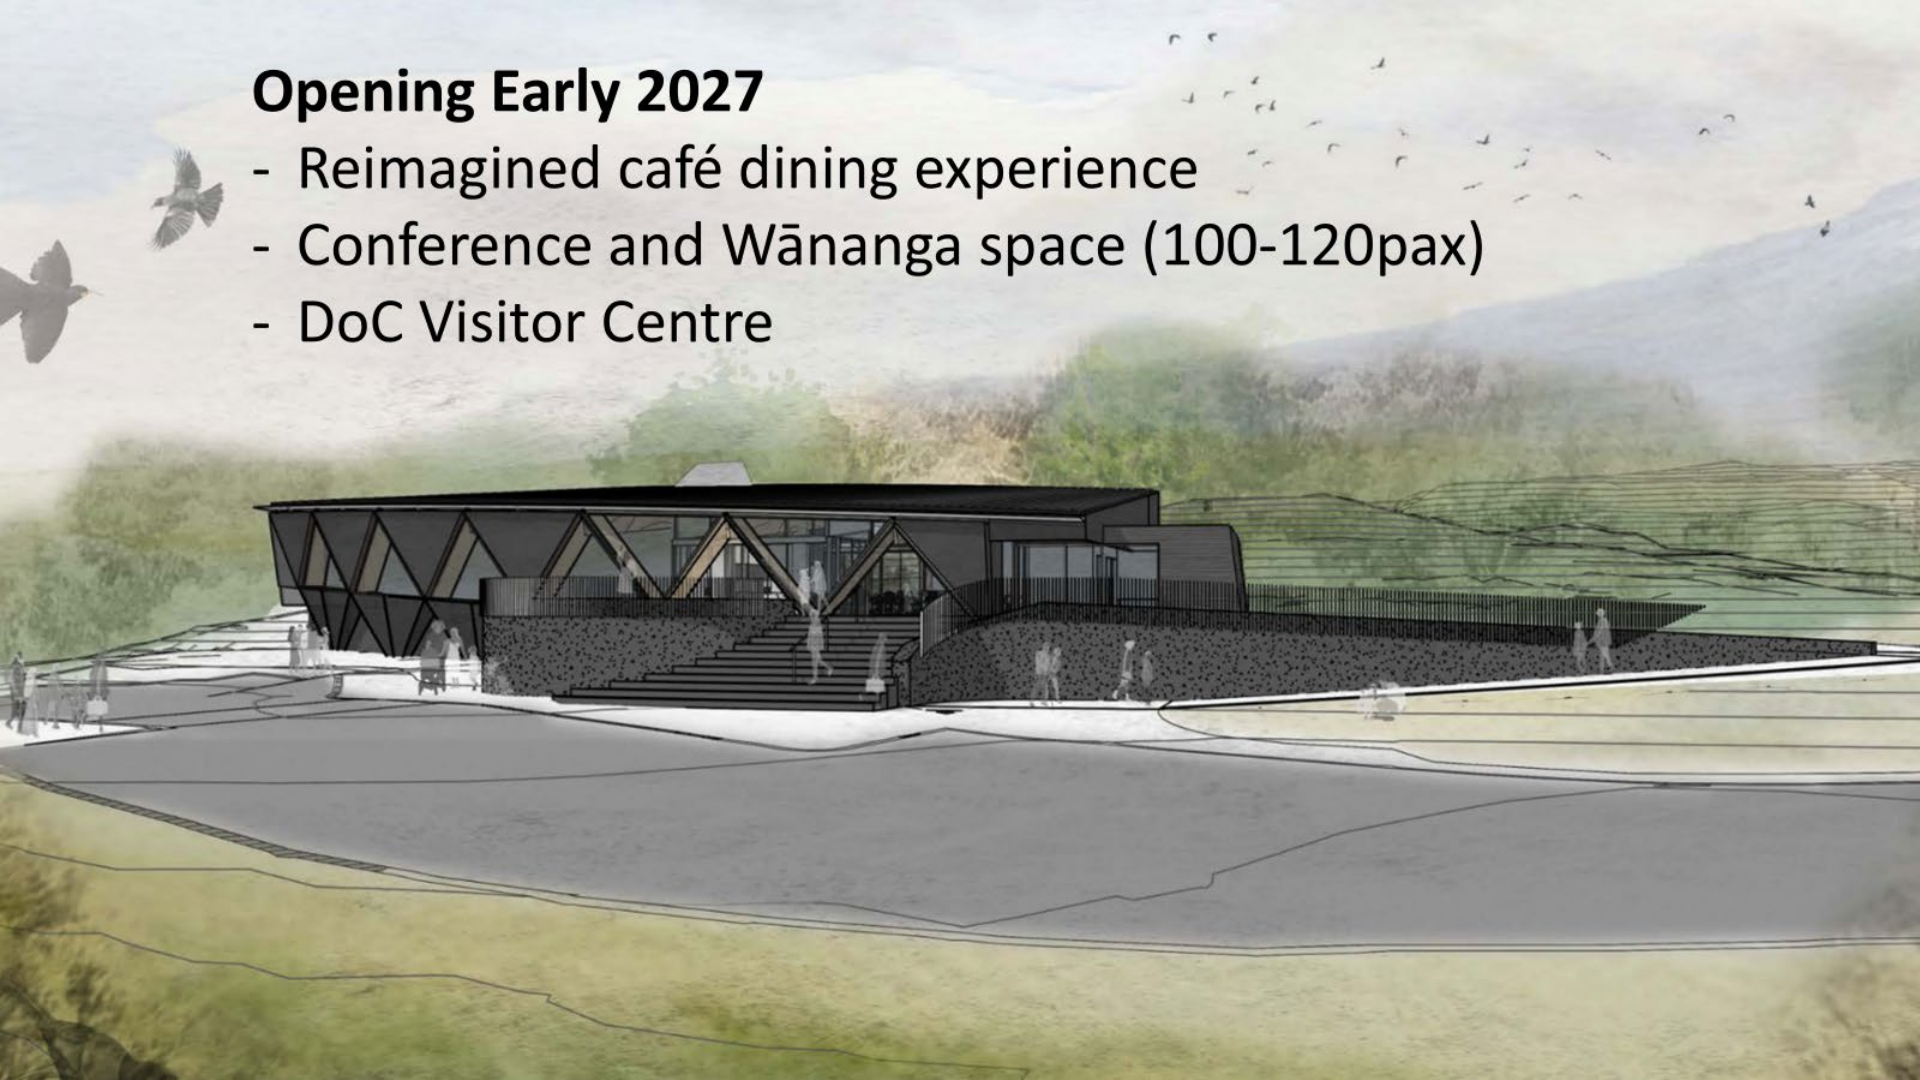 Opening Early 2027
- Reimagined café dining experience
- Conference and Wānanga space (100-120pax)
- DoC Visitor Centre